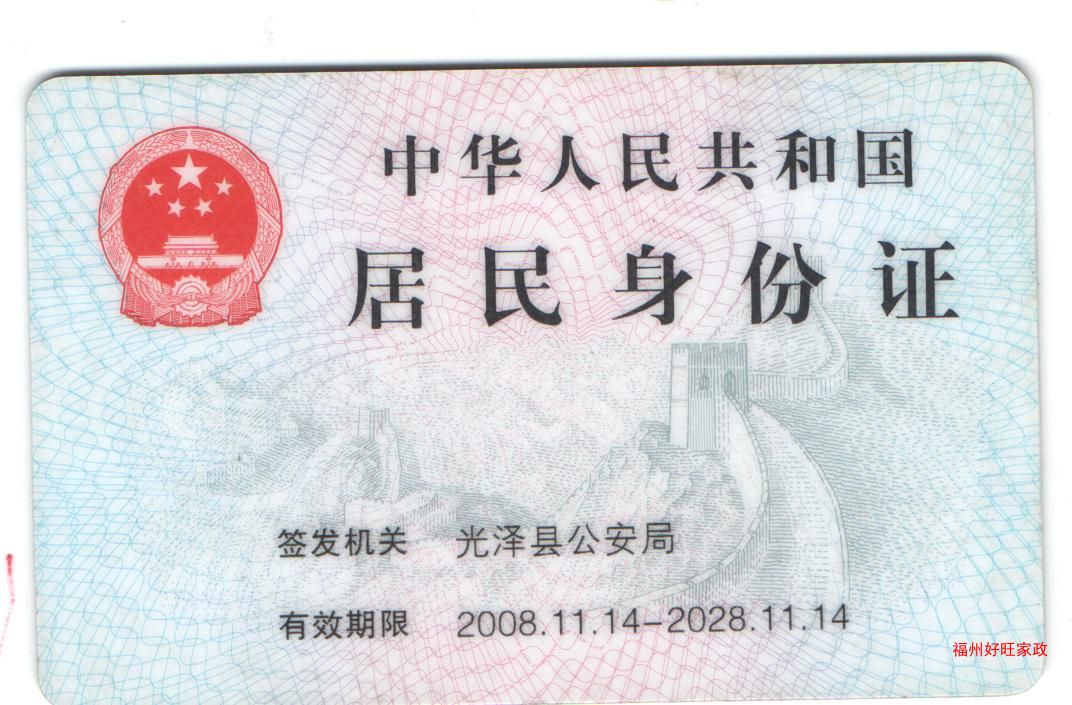 中华人民共和国
居民身份证
签发机关 光泽县公安局
有效期限 2008.11.14-2028.11.14
福州好旺家政